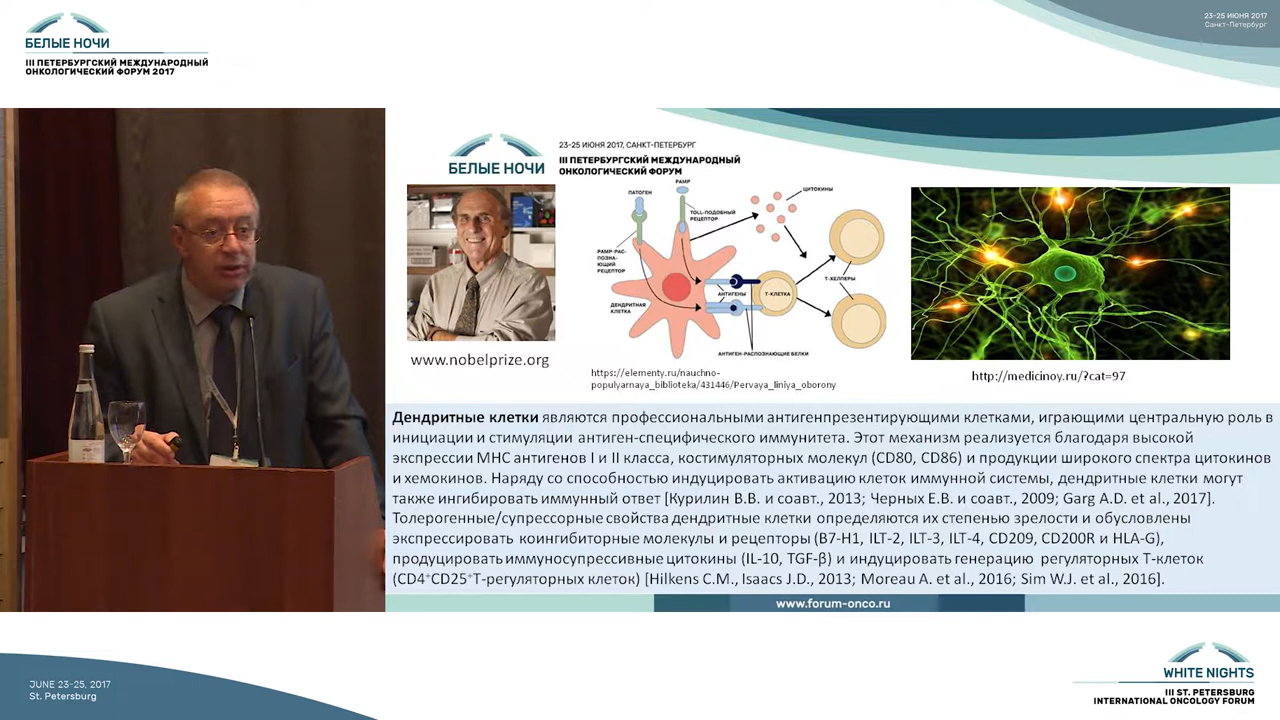 БЕЛЫЕ НОЧИ
III ПЕТЕРБУРГСКИЙ МЕЖДУНАРОДНЫЙ
ОНКОЛОГИЧЕСКИЙ ФОРУМ 2017
23-25 ИЮНЯ 2017
Санкт-Петербург
БЕЛЫЕ НОЧИ
23-25 ИЮНЯ 2017, САНКТ-ПЕТЕРБУРГ
III ПЕТЕРБУРГСКИЙ МЕЖДУНАРОДНЫЙ
ОНКОЛОГИЧЕСКИЙ ФОРУМ
ПАТОГЕН
PAMP
ЦИТОКИНЫ
TOLL-ПОДОБНЫЙ
РЕЦЕПТОР
PAMP-РАС-
ПОЗНА-
ЮЩИЙ
РЕЦЕПТОР
Т-ХЕЛПЕРЫ
АНТИГЕНЫ
Т-КЛЕТКА
ДЕНДРИТНАЯ
КЛЕТКА
АНТИГЕН-РАСПОЗНАЮЩИЕ БЕЛКИ
www.nobelprize.org
https://elementy.ru/nauchno-
populyarnaya_biblioteka/431446/Pervaya_liniya_oborony
http://medicinoy.ru/?cat=97
Дендритные клетки являются профессиональными антигенпрезентирующими клетками, играющими центральную роль в
инициации и стимуляции антиген-специфического иммунитета. Этот механизм реализуется благодаря высокой
экспрессии МНС антигенов I и II класса, костимуляторных молекул (CD80, CD86) и продукции широкого спектра цитокинов
и хемокинов. Наряду со способностью индуцировать активацию клеток иммунной системы, дендритные клетки могут
также ингибировать иммунный ответ [Курилин В.В. и соавт., 2013; Черных Е.В. и соавт., 2009; Garg A.D. et al., 2017].
Толерогенные/супрессорные свойства дендритные клетки определяются их степенью зрелости и обусловлены
экспрессировать коингибиторные молекулы и рецепторы (B7-H1, ILT-2, ILT-3, ILT-4, CD209, CD200R и HLA-G),
продуцировать иммуносупрессивные цитокины (IL-10, TGF-β) и индуцировать генерацию регуляторных Т-клеток
(CD4⁺CD25⁺Т-регуляторных клеток) [Hilkens C.M., Isaacs J.D., 2013; Moreau A. et al., 2016; Sim W.J. et al., 2016].
www.forum-onco.ru
JUNE 23-25, 2017
St. Petersburg
WHITE NIGHTS
III ST. PETERSBURG
INTERNATIONAL ONCOLOGY FORUM